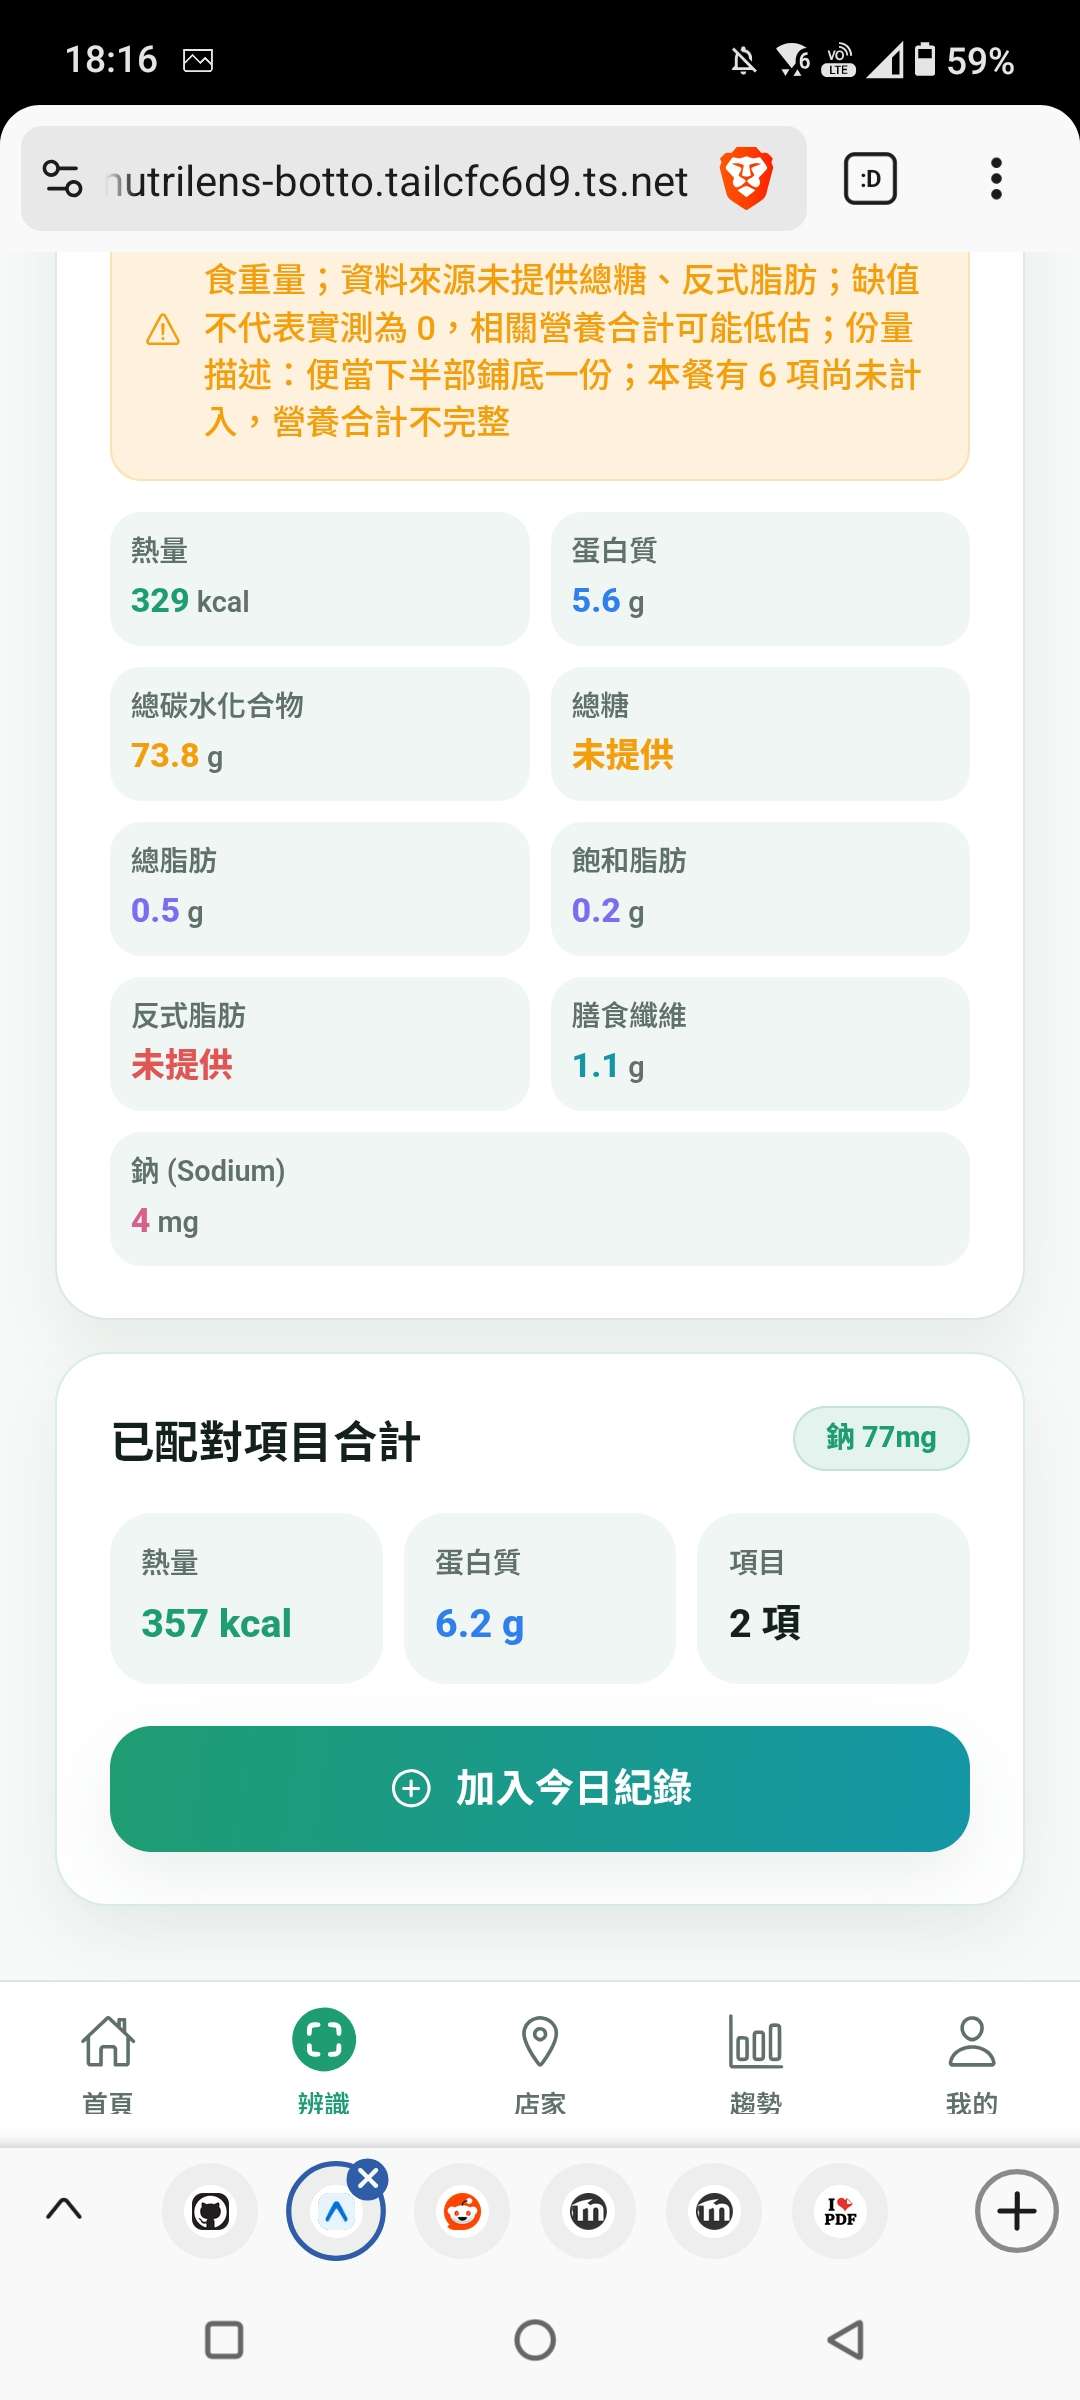 18:16
VO LTE
6
59%
nutrilens-botto.tailcfc6d9.ts.net
:D
食重量；資料來源未提供總糖、反式脂肪；缺值
不代表實測為 0，相關營養合計可能低估；份量
描述：便當下半部鋪底一份；本餐有 6 項尚未計
入，營養合計不完整
熱量
329 kcal
蛋白質
5.6 g
總碳水化合物
73.8 g
總糖
未提供
總脂肪
0.5 g
飽和脂肪
0.2 g
反式脂肪
未提供
膳食纖維
1.1 g
鈉 (Sodium)
4 mg
已配對項目合計
鈉 77mg
熱量
357 kcal
蛋白質
6.2 g
項目
2 項
加入今日紀錄
首頁
辨識
店家
趨勢
我的
m
m
I
PDF